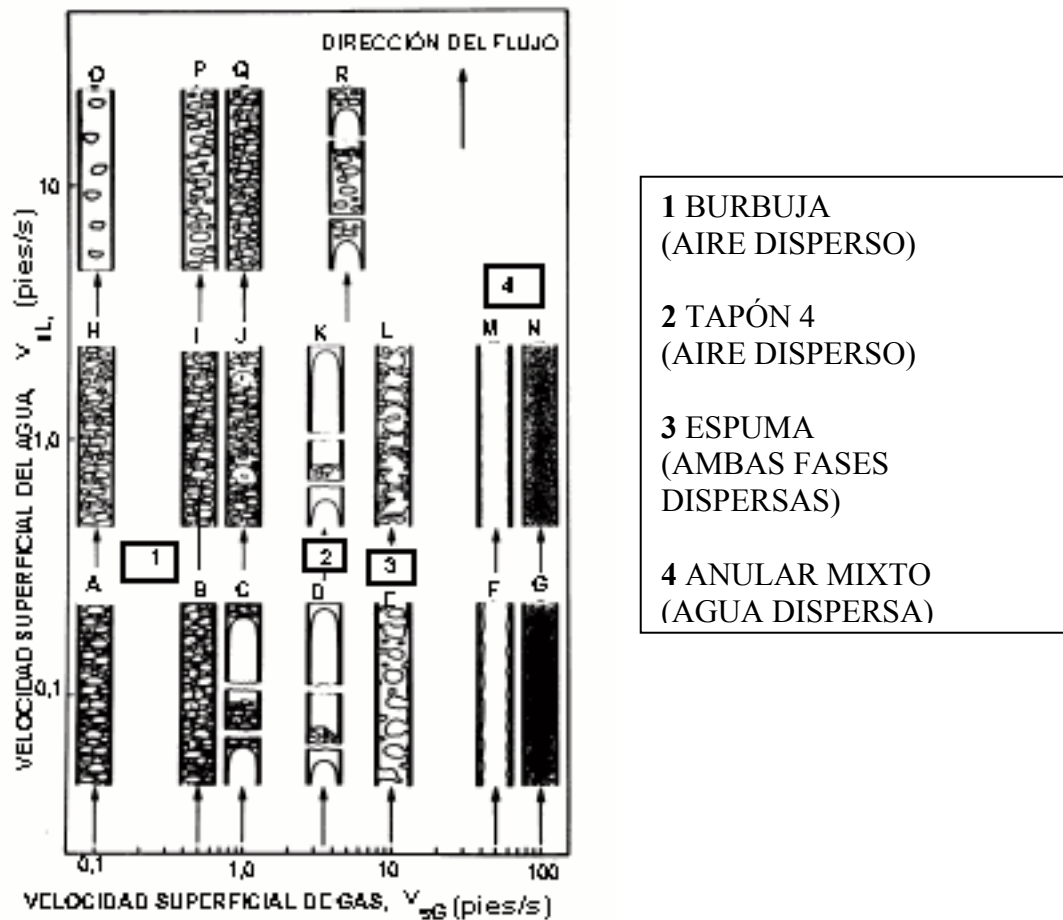 DIRECCIÓN DEL FLUJO
O P Q R
10
4
H I J K L M N
1,0
1 2 3
A B C D E F G
0,1
VELOCIDAD SUPERFICIAL DEL AGUA, (pies/s)
0,1 1,0 10 100
VELOCIDAD SUPERFICIAL DE GAS, VSG (pies/s)
1 BURBUJA
(AIRE DISPERSO)
2 TAPÓN 4
(AIRE DISPERSO)
3 ESPUMA
(AMBAS FASES
DISPERSAS)
4 ANULAR MIXTO
(AGUA DISPERSA)